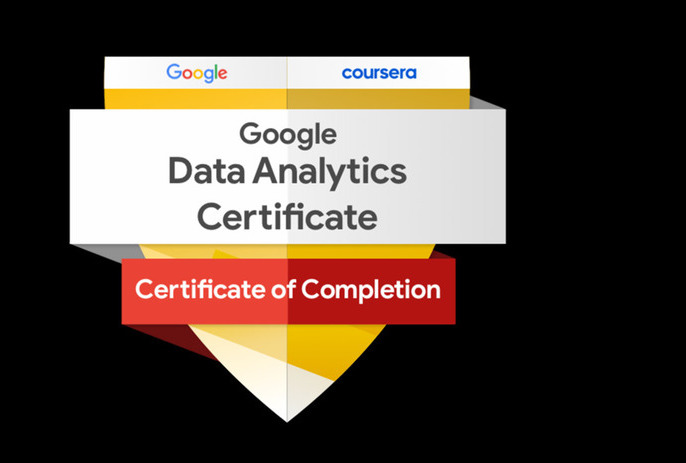 Google coursera
Google
Data Analytics
Certificate
Certificate of Completion